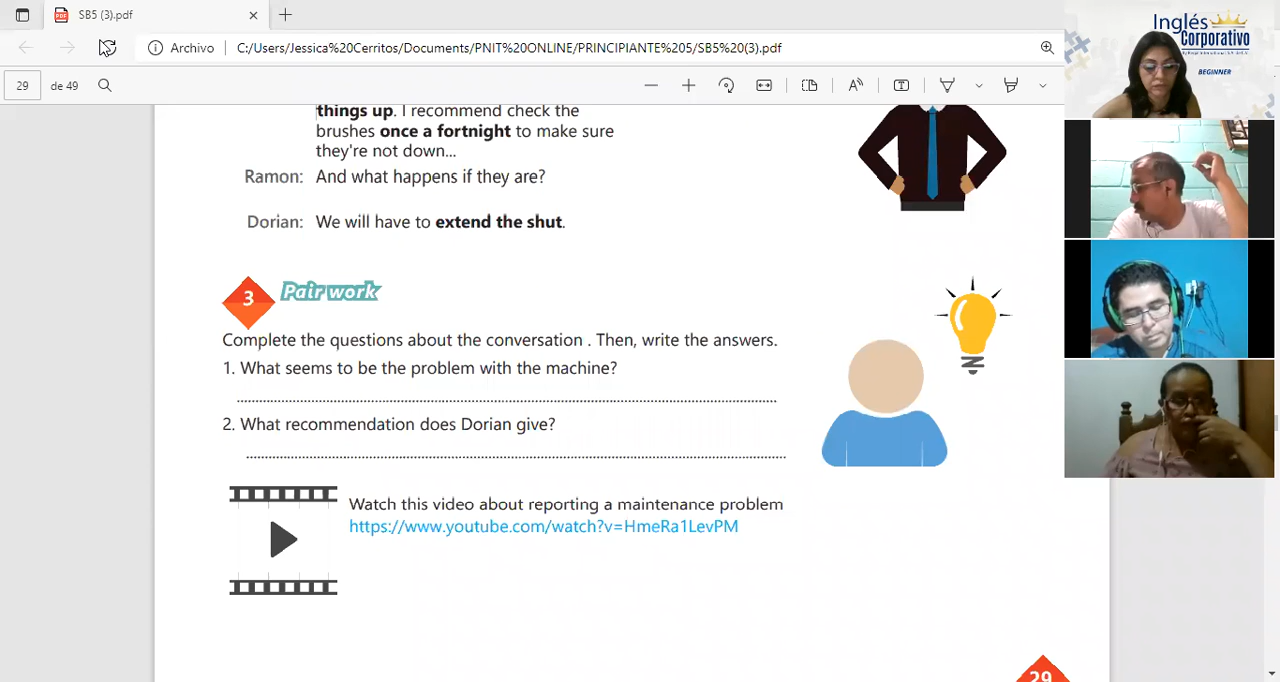 SB5 (3).pdf
Archivo
C:/Users/Jessica%20Cerritos/Documents/PNIT%20ONLINE/PRINCIPIANTE%205/SB5%20(3).pdf
29 de 49
things up. I recommend check the
brushes once a fortnight to make sure
they're not down...
Ramon: And what happens if they are?
Dorian: We will have to extend the shut.
3 Pair work
Complete the questions about the conversation . Then, write the answers.
1. What seems to be the problem with the machine?
2. What recommendation does Dorian give?
Watch this video about reporting a maintenance problem
https://www.youtube.com/watch?v=HmeRa1LevPM
29
Inglés
Corporativo
BEGINNER